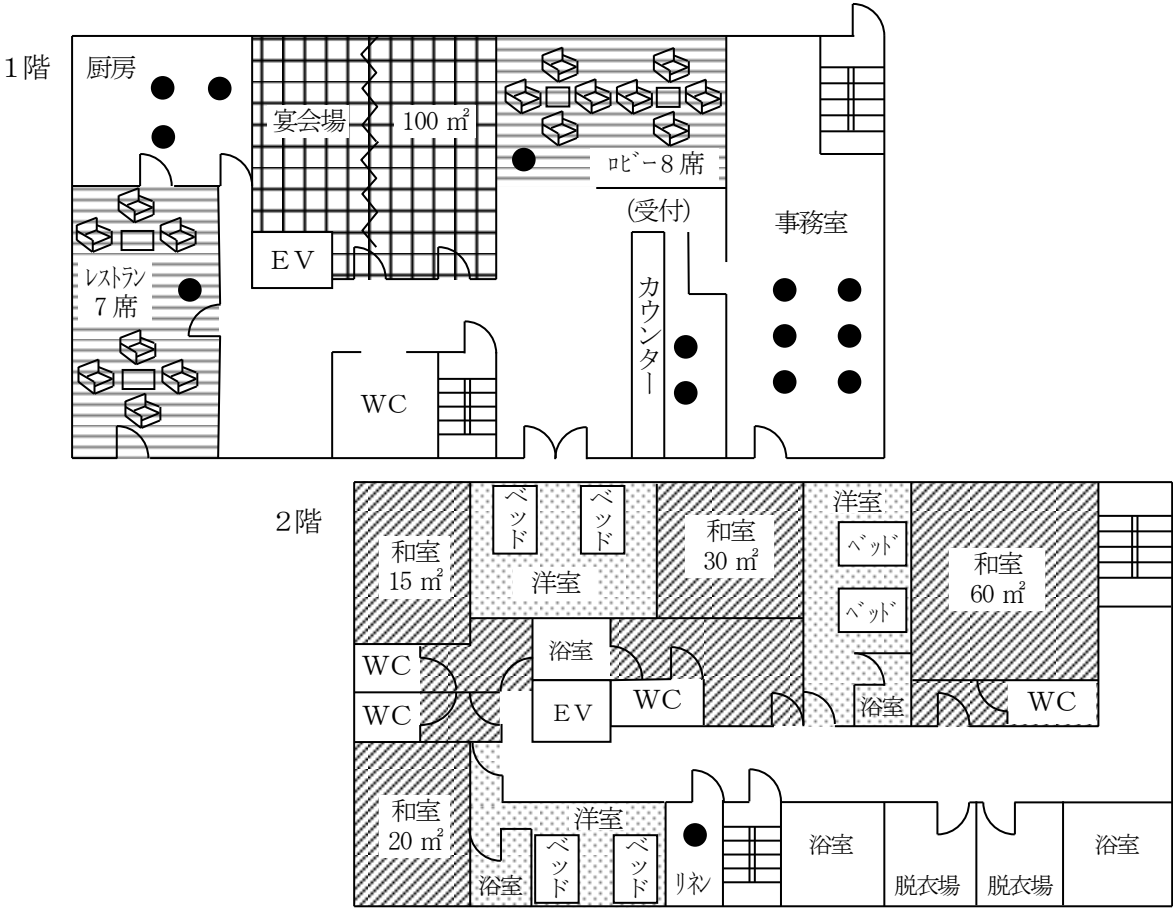 1階
厨房
宴会場
100 ㎡
ロビー8席
(受付)
事務室
EV
レストラン
7席
カウンター
WC
2階
和室
15 ㎡
ベッド
ベッド
洋室
和室
30 ㎡
洋室
ベッド
ベッド
和室
60 ㎡
WC
浴室
WC
EV
WC
浴室
WC
和室
20 ㎡
洋室
浴室
ベッド
ベッド
リネン
浴室
脱衣場
脱衣場
浴室